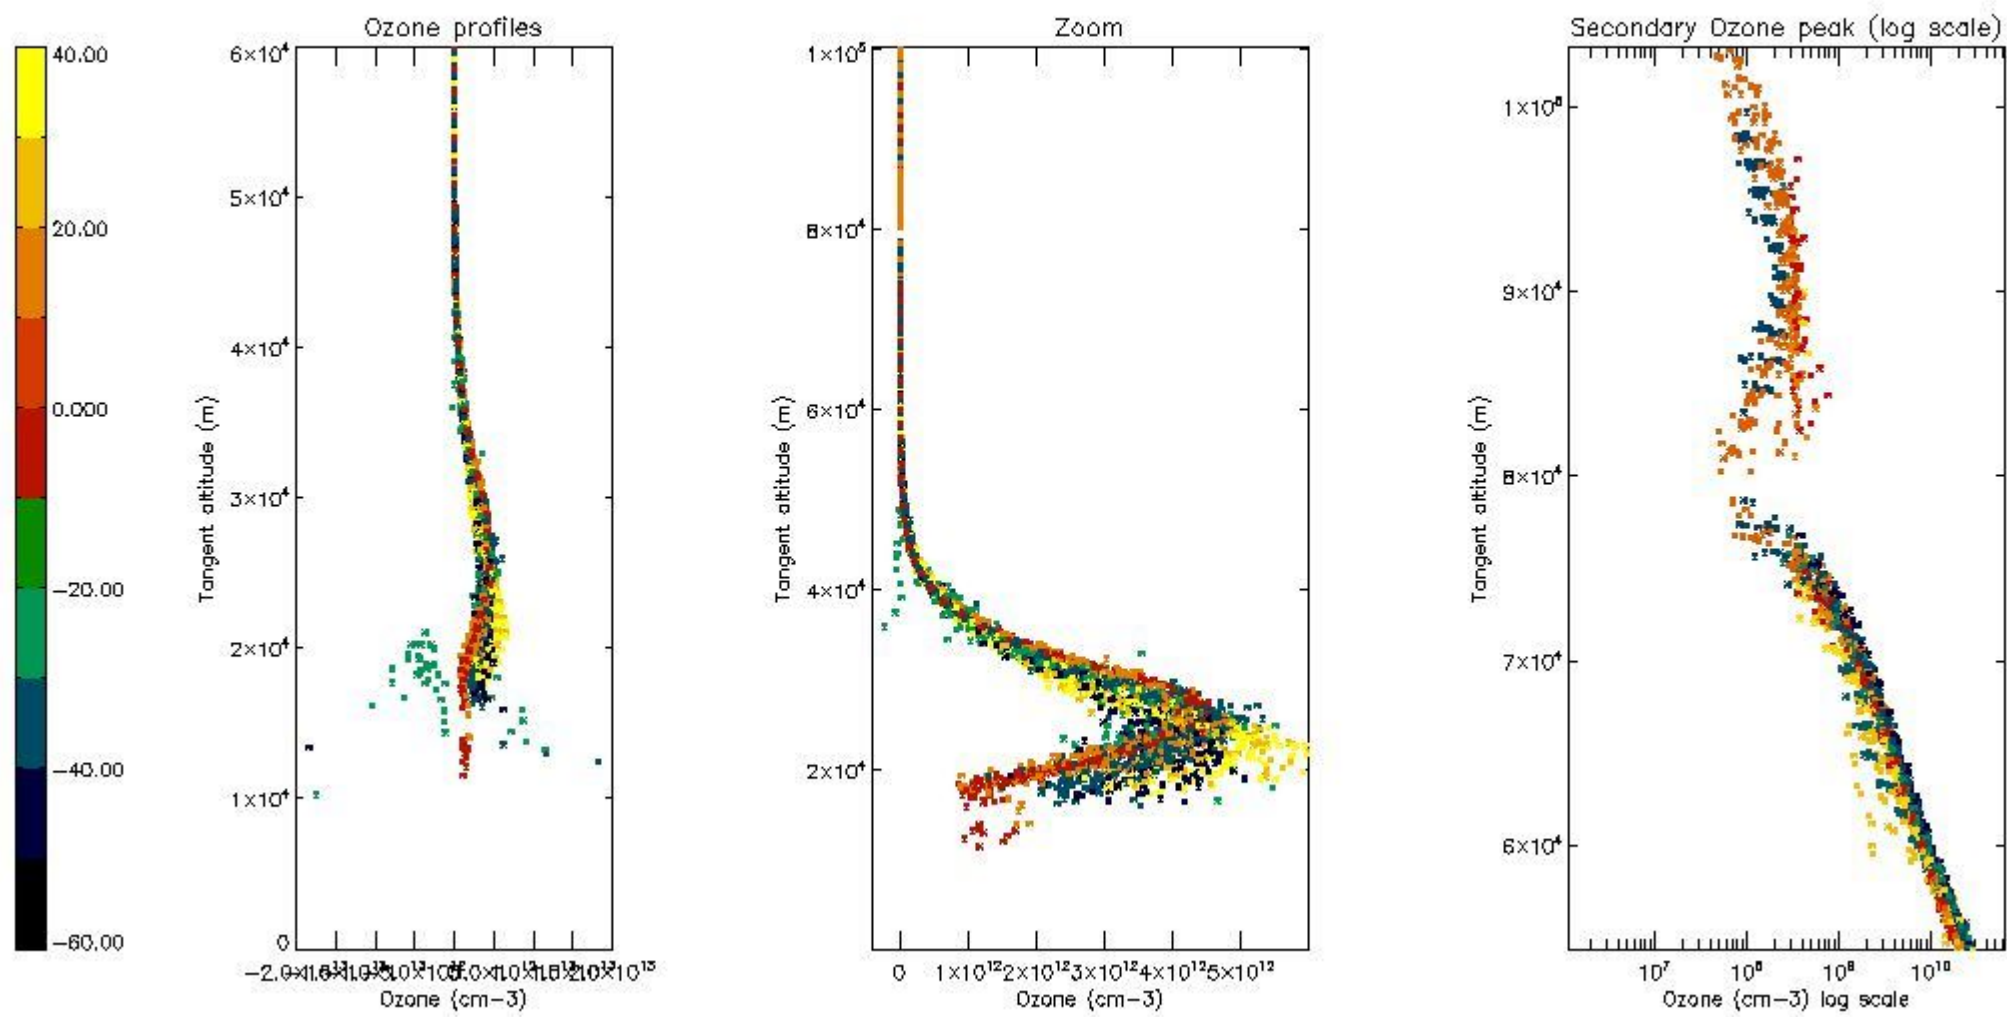 Ozone profiles
Zoom
Secondary Ozone peak (log scale)
40.00
20.00
0.000
−20.00
−40.00
−60.00
Tangent altitude (m)
6×10⁴
5×10⁴
4×10⁴
3×10⁴
2×10⁴
1×10⁴
0
Ozone (cm−3)
Tangent altitude (m)
1×10⁵
8×10⁴
6×10⁴
4×10⁴
2×10⁴
0 1×10¹² 2×10¹² 3×10¹² 4×10¹² 5×10¹²
Ozone (cm−3)
Tangent altitude (m)
1×10⁵
9×10⁴
8×10⁴
7×10⁴
6×10⁴
10⁷ 10⁸ 10⁹ 10¹⁰
Ozone (cm−3) log scale